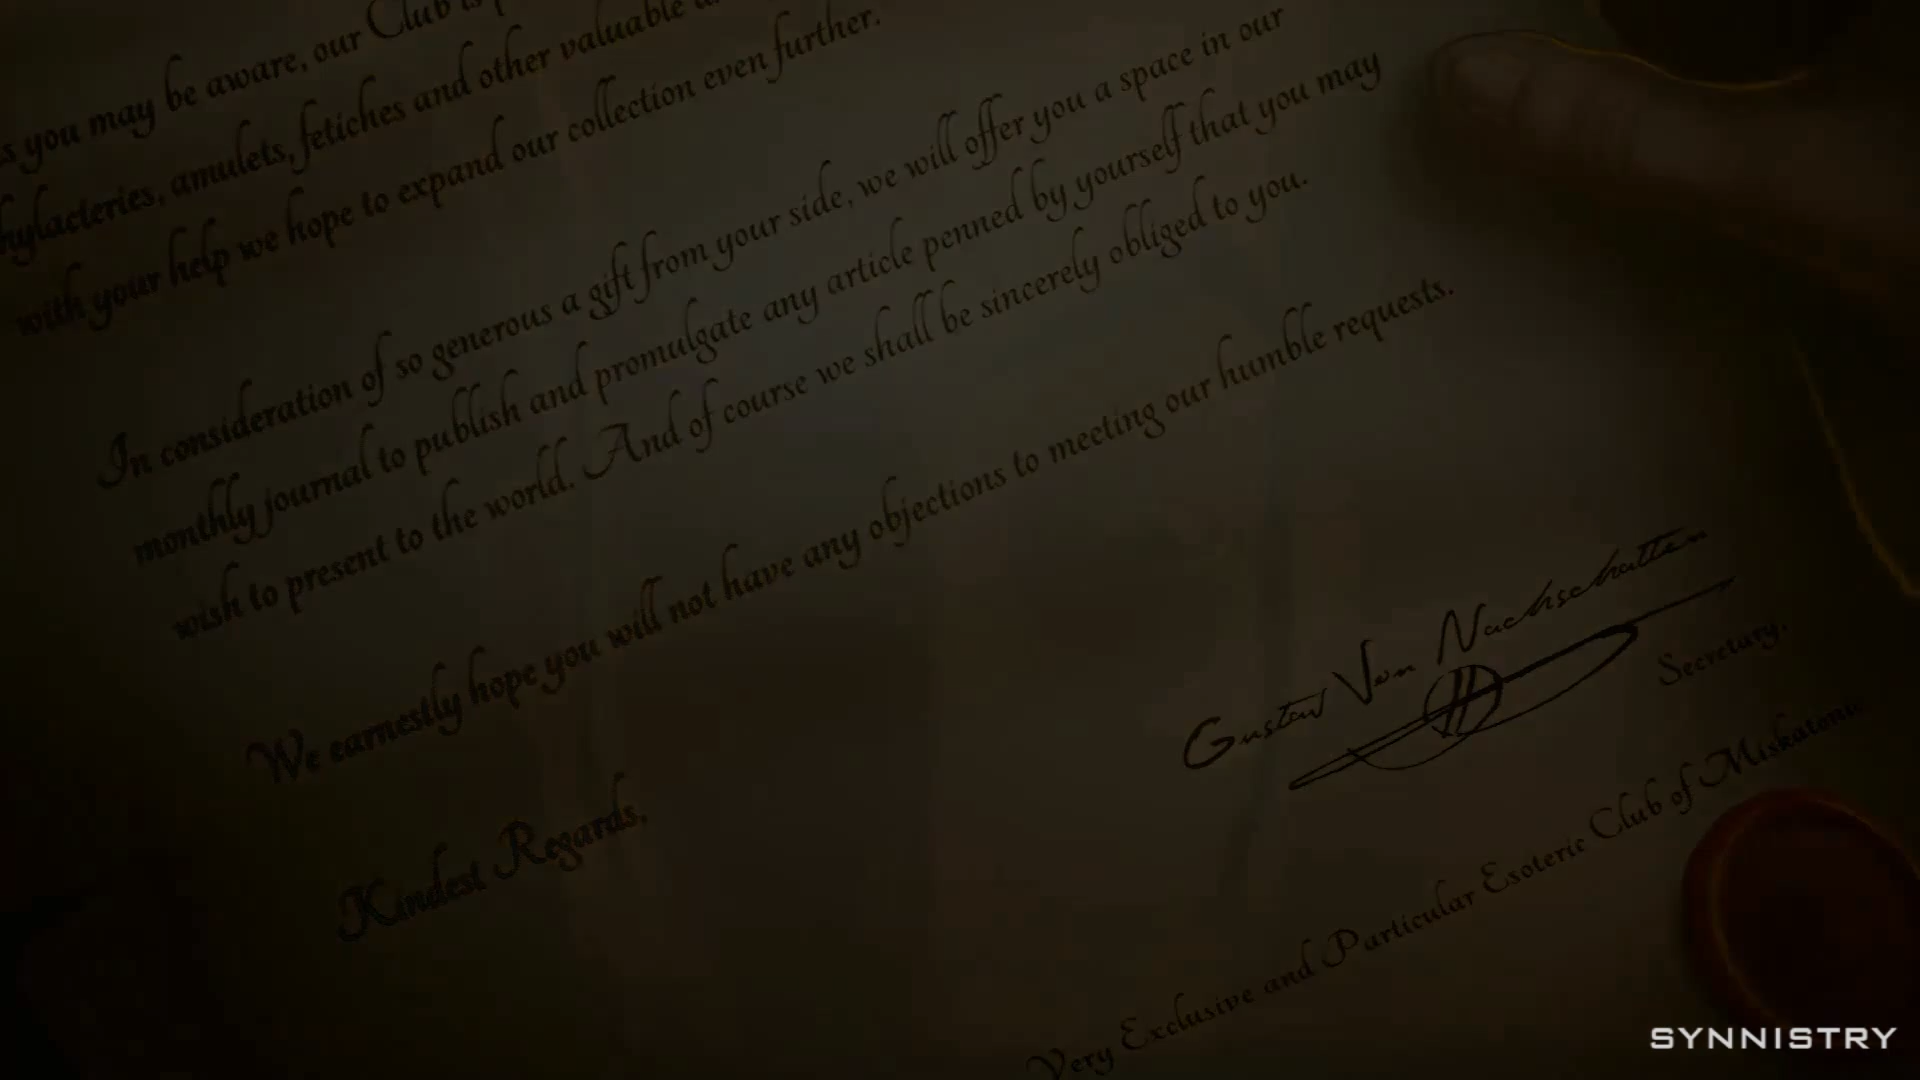 s you may be aware, our Club is
hylacteries, amulets, fetiches and other valuable
with your help we hope to expand our collection even further.
In consideration of so generous a gift from your side, we will offer you a space in our
monthly journal to publish and promulgate any article penned by yourself that you may
wish to present to the world. And of course we shall be sincerely obliged to you.
We earnestly hope you will not have any objections to meeting our humble requests.
Kindest Regards,
Gustav Von Nachschatten
Secretary.
Very Exclusive and Particular Esoteric Club of Miskatonic
SYNNISTRY